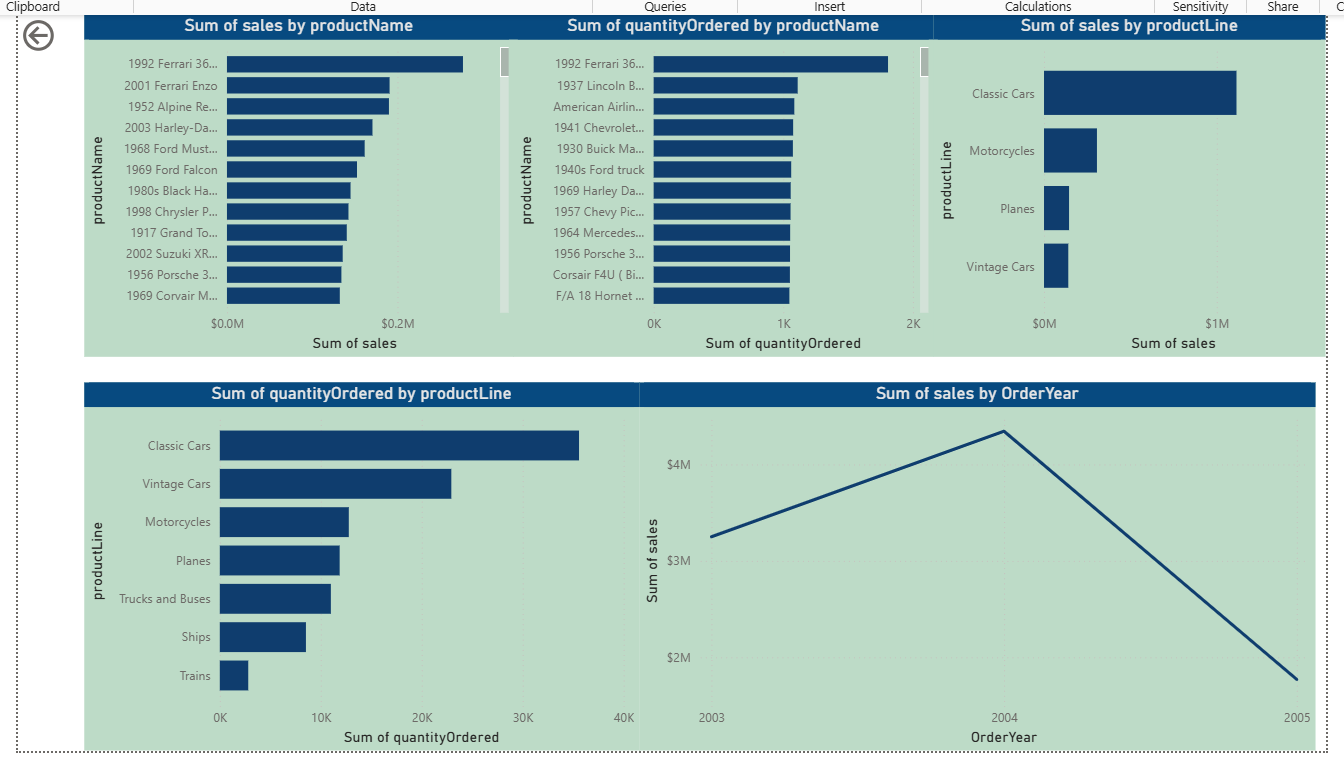 Clipboard
Data
Queries
Insert
Calculations
Sensitivity
Share
Sum of sales by productName
productName
1992 Ferrari 36...
2001 Ferrari Enzo
1952 Alpine Re...
2003 Harley-Da...
1968 Ford Must...
1969 Ford Falcon
1980s Black Ha...
1998 Chrysler P...
1917 Grand To...
2002 Suzuki XR...
1956 Porsche 3...
1969 Corvair M...
$0.0M
$0.2M
Sum of sales
Sum of quantityOrdered by productName
productName
1992 Ferrari 36...
1937 Lincoln B...
American Airlin...
1941 Chevrolet...
1930 Buick Ma...
1940s Ford truck
1969 Harley Da...
1957 Chevy Pic...
1964 Mercedes...
1956 Porsche 3...
Corsair F4U ( Bi...
F/A 18 Hornet ...
0K
1K
2K
Sum of quantityOrdered
Sum of sales by productLine
productLine
Classic Cars
Motorcycles
Planes
Vintage Cars
$0M
$1M
Sum of sales
Sum of quantityOrdered by productLine
productLine
Classic Cars
Vintage Cars
Motorcycles
Planes
Trucks and Buses
Ships
Trains
0K
10K
20K
30K
40K
Sum of quantityOrdered
Sum of sales by OrderYear
Sum of sales
$4M
$3M
$2M
2003
2004
2005
OrderYear